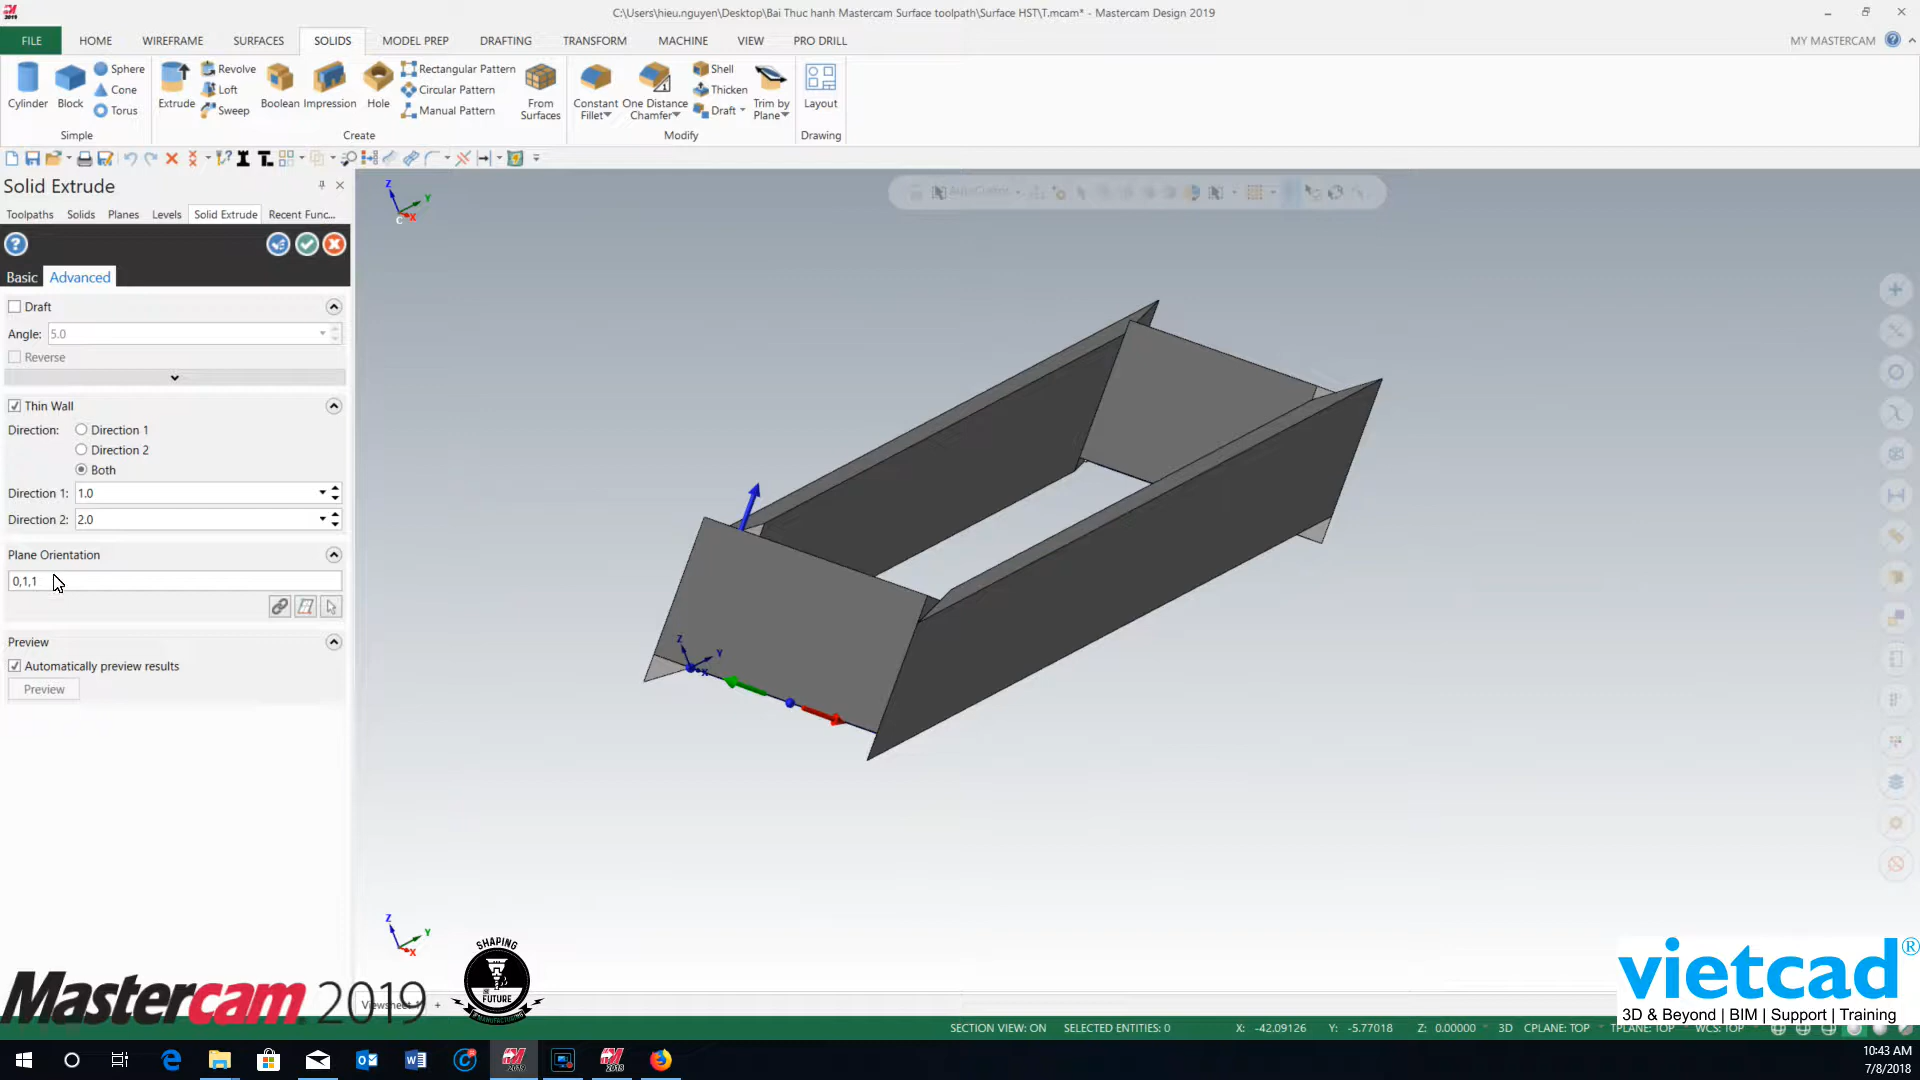 C:\Users\hieu.nguyen\Desktop\Bai Thuc hanh Mastercam Surface toolpath\Surface HST\T.mcam* - Mastercam Design 2019
FILE HOME WIREFRAME SURFACES SOLIDS MODEL PREP DRAFTING TRANSFORM MACHINE VIEW PRO DRILL MY MASTERCAM
Cylinder Block Sphere Cone Torus
Simple
Extrude Revolve Loft Sweep Boolean Impression Hole Rectangular Pattern Circular Pattern Manual Pattern From Surfaces
Create
Constant Fillet One Distance Chamfer Shell Thicken Draft Trim by Plane
Modify
Layout
Drawing
Solid Extrude
Toolpaths Solids Planes Levels Solid Extrude Recent Func...
Basic Advanced
Draft
Angle: 5.0
Reverse
Thin Wall
Direction: Direction 1
Direction 2
Both
Direction 1: 1.0
Direction 2: 2.0
Plane Orientation
0,1,1
Preview
Automatically preview results
Preview
Z Y X
Z Y X
Z Y X
Mastercam 2019
SHAPING
FUTURE
vietcad®
3D & Beyond | BIM | Support | Training
SECTION VIEW: ON SELECTED ENTITIES: 0 X: -42.09126 Y: -5.77018 Z: 0.00000 3D CPLANE: TOP TPLANE: TOP WCS: TOP
10:43 AM
7/8/2018